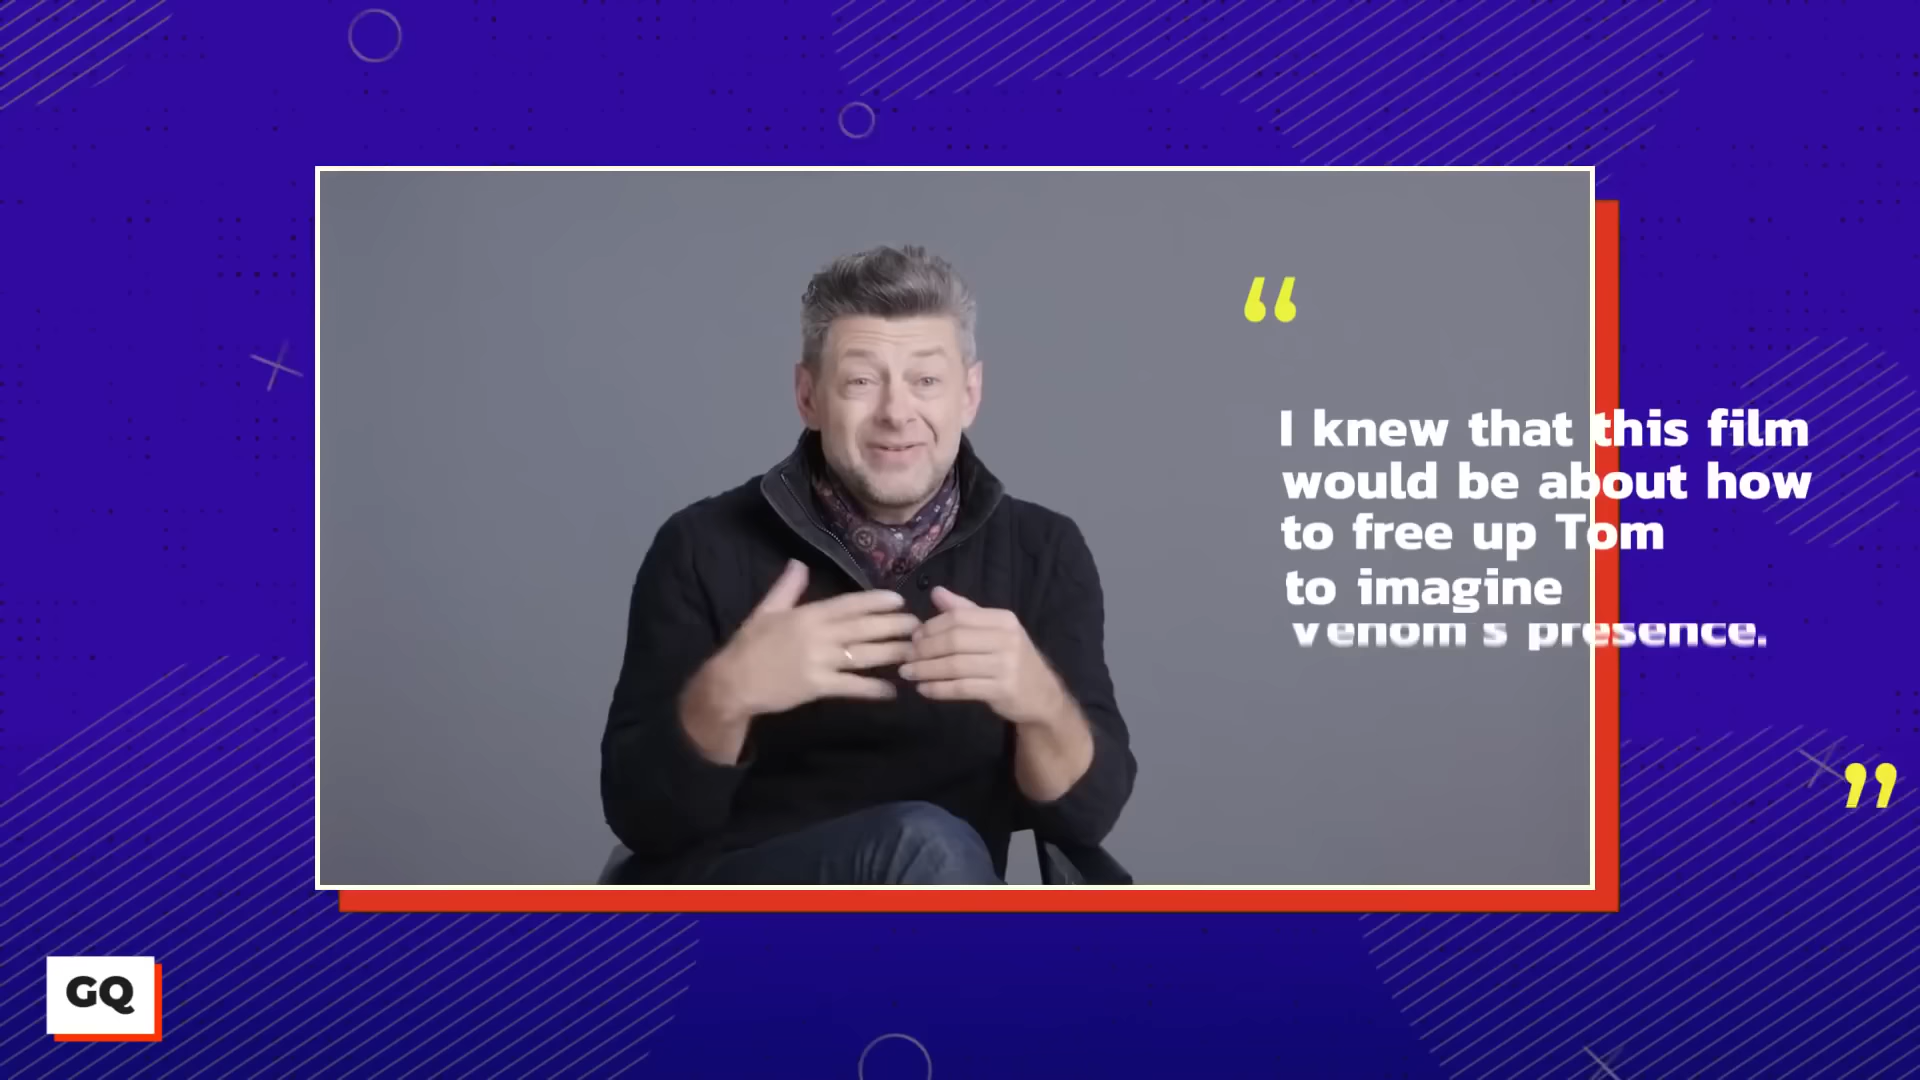 “
I knew that this film
would be about how
to free up Tom
to imagine
Venom's presence.
”
GQ